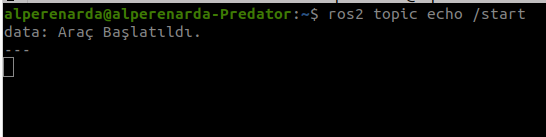 alperenarda@alperenarda-Predator:~$ ros2 topic echo /start
data: Araç Başlatıldı.
---